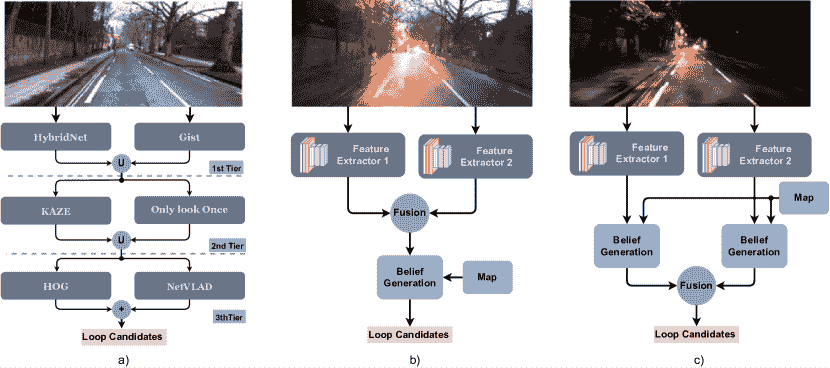 HybridNet
Gist
U
1st Tier
KAZE
Only look Once
U
2nd Tier
HOG
NetVLAD
+
3thTier
Loop Candidates
a)
Feature
Extractor 1
Feature
Extractor 2
Fusion
Belief
Generation
Map
Loop Candidates
b)
Feature
Extractor 1
Feature
Extractor 2
Map
Belief
Generation
Belief
Generation
Fusion
Loop Candidates
c)